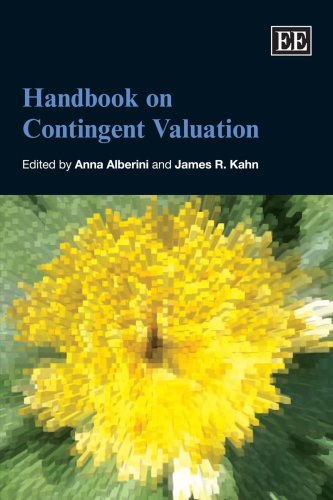 EE
Handbook on
Contingent Valuation
Edited by Anna Alberini and James R. Kahn